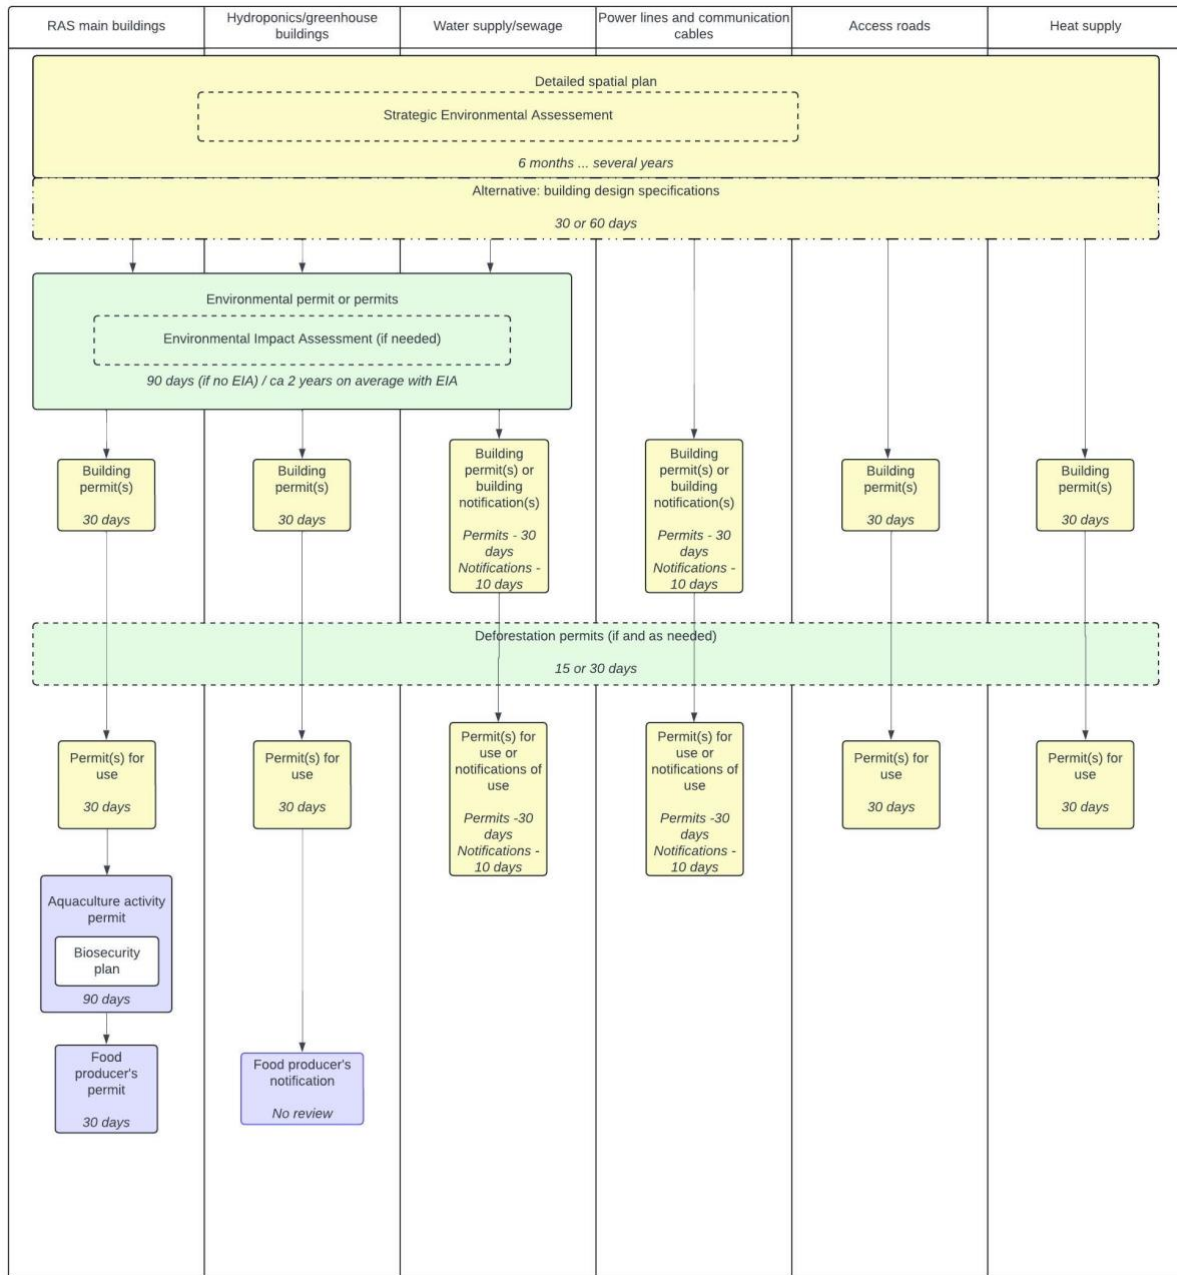 RAS main buildings
Hydroponics/greenhouse
buildings
Water supply/sewage
Power lines and communication
cables
Access roads
Heat supply
Detailed spatial plan
Strategic Environmental Assessement
6 months ... several years
Alternative: building design specifications
30 or 60 days
Environmental permit or permits
Environmental Impact Assessment (if needed)
90 days (if no EIA) / ca 2 years on average with EIA
Building
permit(s)
30 days
Building
permit(s)
30 days
Building
permit(s) or
building
notification(s)
Permits - 30
days
Notifications -
10 days
Building
permit(s) or
building
notification(s)
Permits - 30
days
Notifications -
10 days
Building
permit(s)
30 days
Building
permit(s)
30 days
Deforestation permits (if and as needed)
15 or 30 days
Permit(s) for
use
30 days
Permit(s) for
use
30 days
Permit(s) for
use or
notifications of
use
Permits -30
days
Notifications -
10 days
Permit(s) for
use or
notifications of
use
Permits -30
days
Notifications -
10 days
Permit(s) for
use
30 days
Permit(s) for
use
30 days
Aquaculture activity
permit
Biosecurity
plan
90 days
Food
producer's
permit
30 days
Food producer's
notification
No review